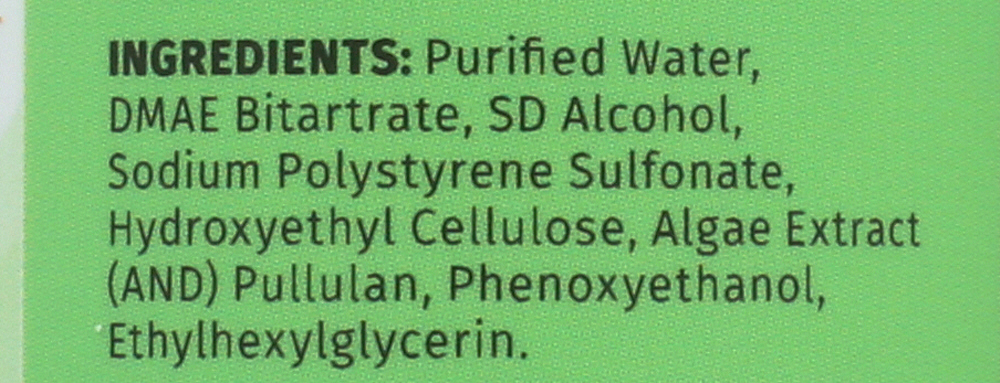 INGREDIENTS: Purified Water,
DMAE Bitartrate, SD Alcohol,
Sodium Polystyrene Sulfonate,
Hydroxyethyl Cellulose, Algae Extract
(AND) Pullulan, Phenoxyethanol,
Ethylhexylglycerin.